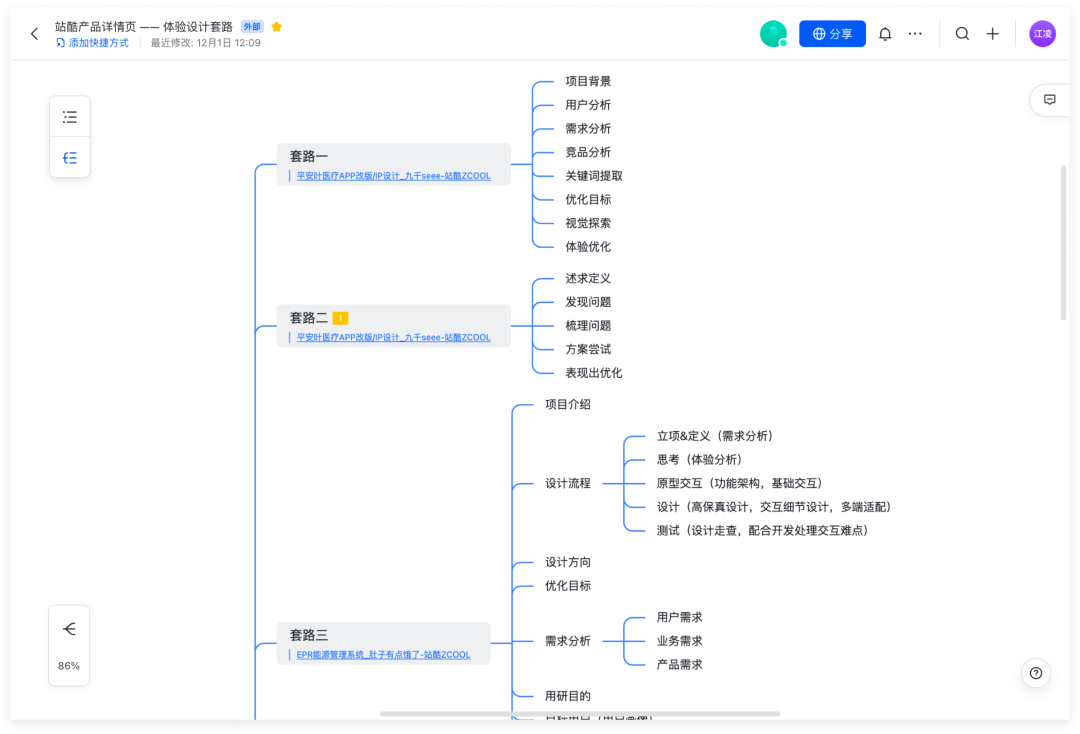 站酷产品详情页 —— 体验设计套路 外部
添加快捷方式 最近修改: 12月1日 12:09
分享
江凌
套路一
平安叶医疗APP改版/IP设计_九千seee-站酷ZCOOL
项目背景
用户分析
需求分析
竞品分析
关键词提取
优化目标
视觉探索
体验优化
套路二 1
平安叶医疗APP改版/IP设计_九千seee-站酷ZCOOL
述求定义
发现问题
梳理问题
方案尝试
表现出优化
套路三
EPR能源管理系统_肚子有点饿了-站酷ZCOOL
项目介绍
设计流程
立项&定义（需求分析）
思考（体验分析）
原型交互（功能架构，基础交互）
设计（高保真设计，交互细节设计，多端适配）
测试（设计走查，配合开发处理交互难点）
设计方向
优化目标
需求分析
用户需求
业务需求
产品需求
用研目的
86%